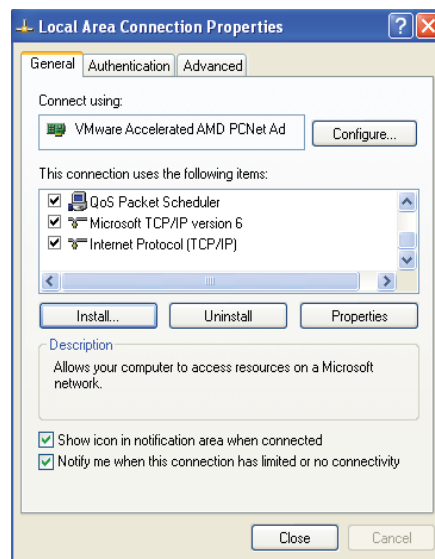 Local Area Connection Properties
General Authentication Advanced
Connect using:
VMware Accelerated AMD PCNet Ad
Configure...
This connection uses the following items:
QoS Packet Scheduler
Microsoft TCP/IP version 6
Internet Protocol (TCP/IP)
Install... Uninstall Properties
Description
Allows your computer to access resources on a Microsoft
network.
Show icon in notification area when connected
Notify me when this connection has limited or no connectivity
Close Cancel